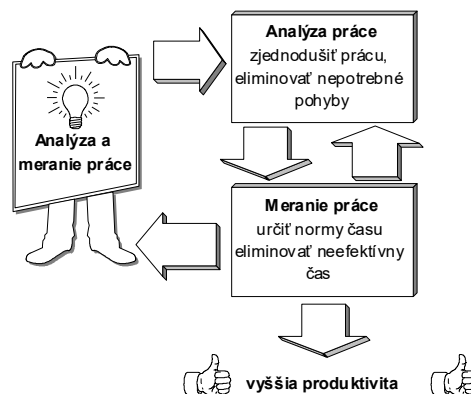 Analýza a
meranie práce
Analýza práce
zjednodušiť prácu,
eliminovať nepotrebné
pohyby
Meranie práce
určiť normy času
eliminovať neefektívny
čas
vyššia produktivita